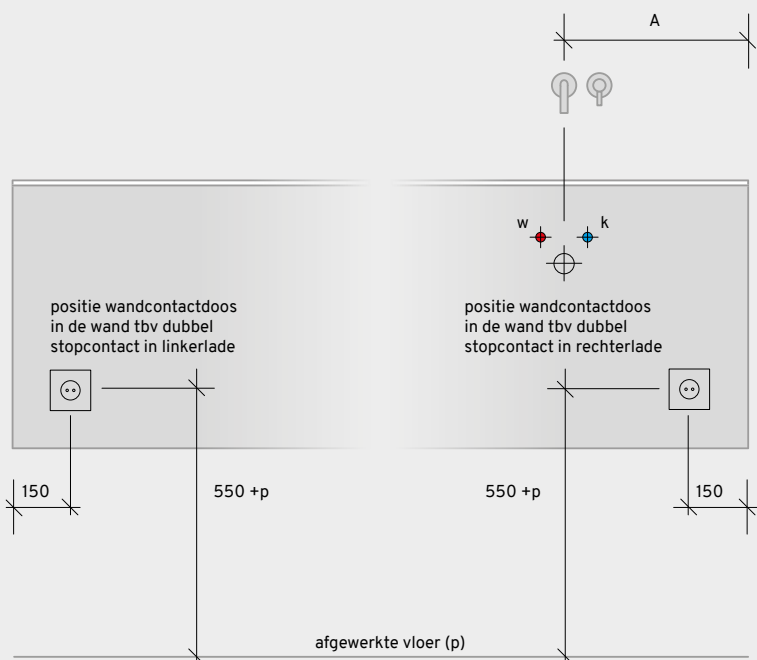 A
w
k
positie wandcontactdoos
in de wand tbv dubbel
stopcontact in linkerlade
positie wandcontactdoos
in de wand tbv dubbel
stopcontact in rechterlade
150
550 +p
550 +p
150
afgewerkte vloer (p)